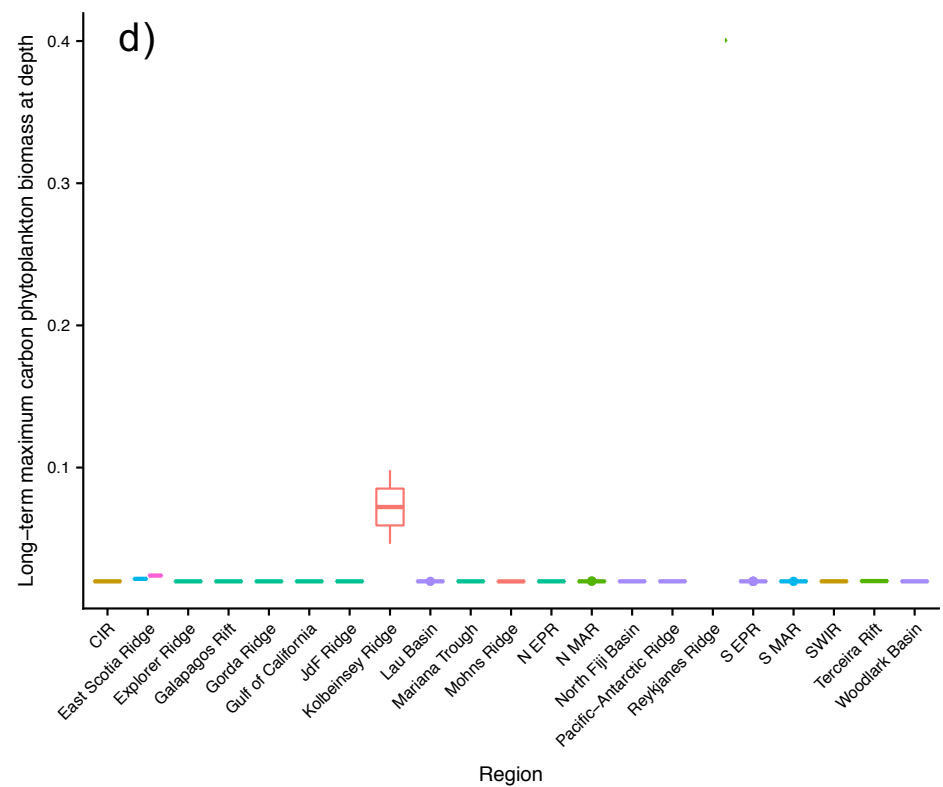 d)
Long−term maximum carbon phytoplankton biomass at depth
0.4
0.3
0.2
0.1
CIR
East Scotia Ridge
Explorer Ridge
Galapagos Rift
Gorda Ridge
Gulf of California
JdF Ridge
Kolbeinsey Ridge
Lau Basin
Mariana Trough
Mohns Ridge
N EPR
N MAR
North Fiji Basin
Pacific−Antarctic Ridge
Reykjanes Ridge
S EPR
S MAR
SWIR
Terceira Rift
Woodlark Basin
Region